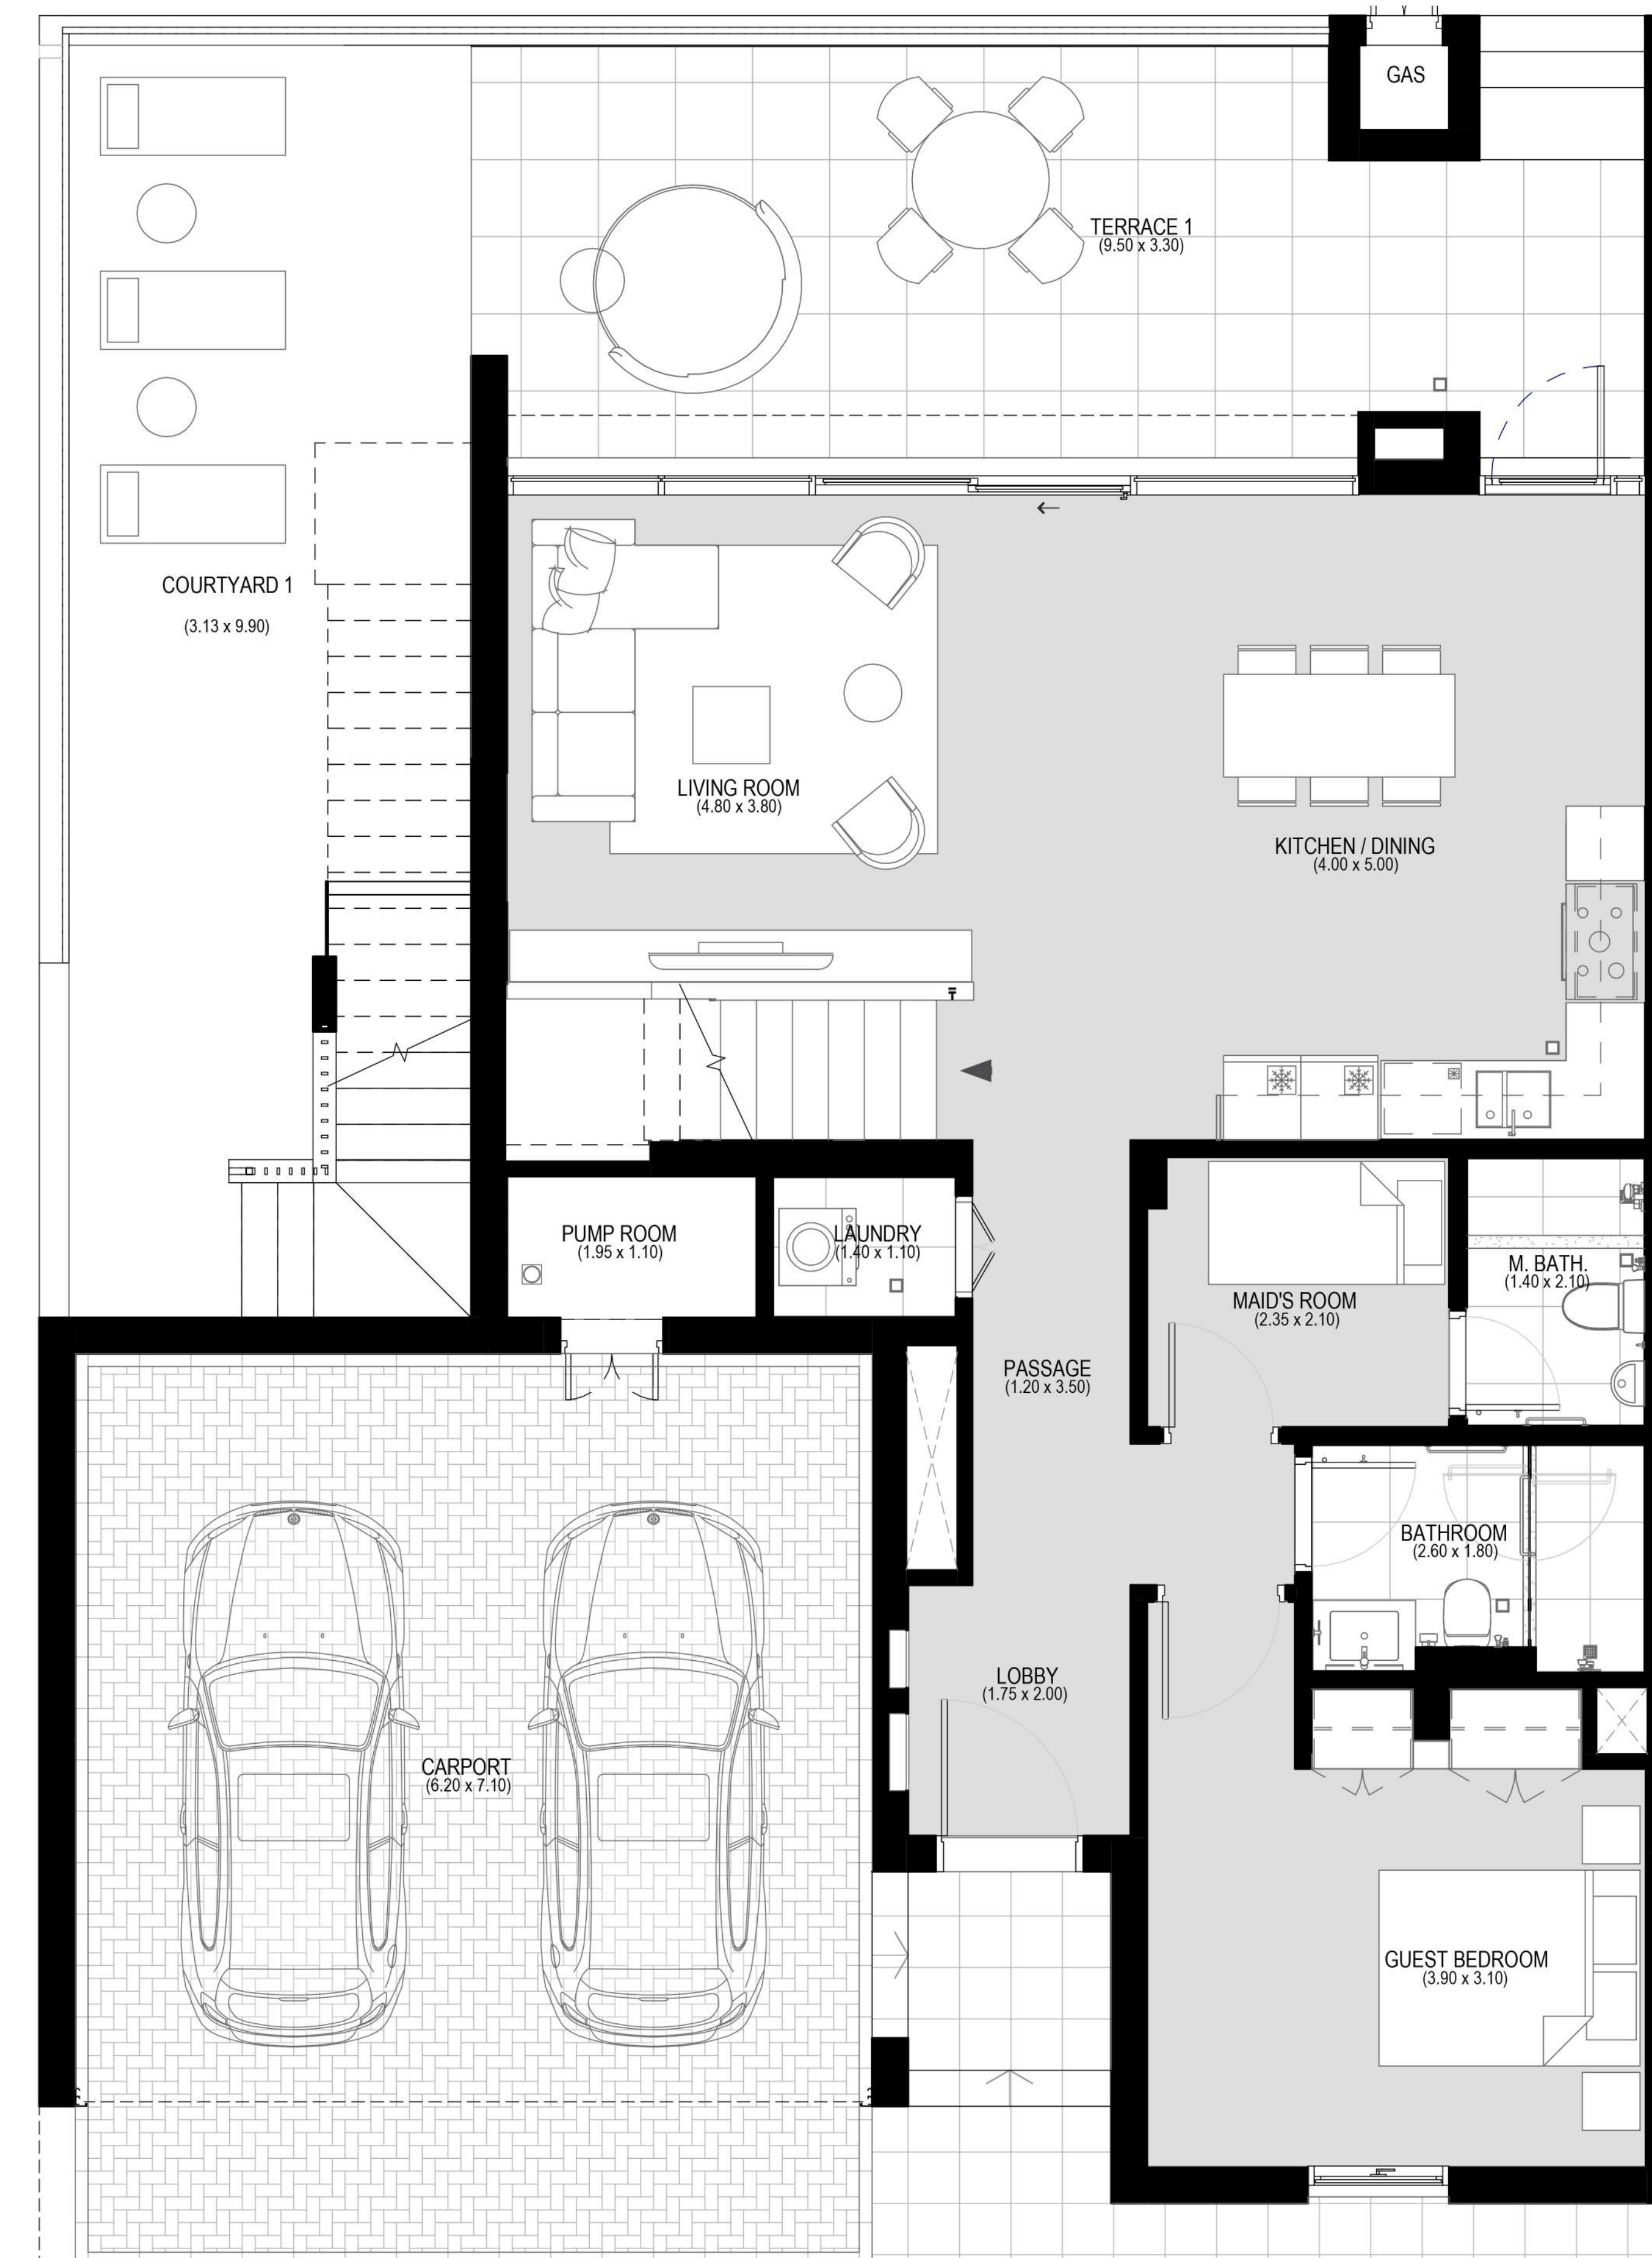 GAS
TERRACE 1
(9.50 x 3.30)
COURTYARD 1
(3.13 x 9.90)
LIVING ROOM
(4.80 x 3.80)
KITCHEN / DINING
(4.00 x 5.00)
PUMP ROOM
(1.95 x 1.10)
LAUNDRY
(1.40 x 1.10)
M. BATH.
(1.40 x 2.10)
MAID'S ROOM
(2.35 x 2.10)
PASSAGE
(1.20 x 3.50)
BATHROOM
(2.60 x 1.80)
LOBBY
(1.75 x 2.00)
CARPORT
(6.20 x 7.10)
GUEST BEDROOM
(3.90 x 3.10)